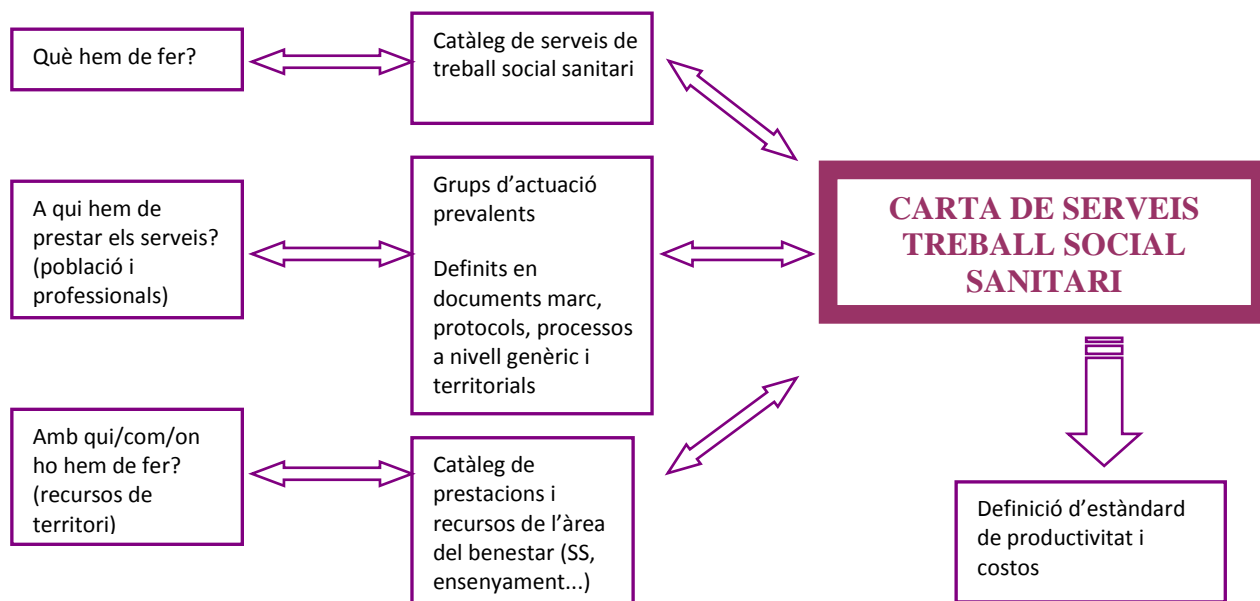 Què hem de fer?
Catàleg de serveis de
treball social sanitari
A qui hem de
prestar els serveis?
(població i
professionals)
Grups d’actuació
prevalents
Definits en
documents marc,
protocols, processos
a nivell genèric i
territorials
CARTA DE SERVEIS
TREBALL SOCIAL
SANITARI
Amb qui/com/on
ho hem de fer?
(recursos de
territori)
Catàleg de
prestacions i
recursos de l’àrea
del benestar (SS,
ensenyament...)
Definició d’estàndard
de productivitat i
costos